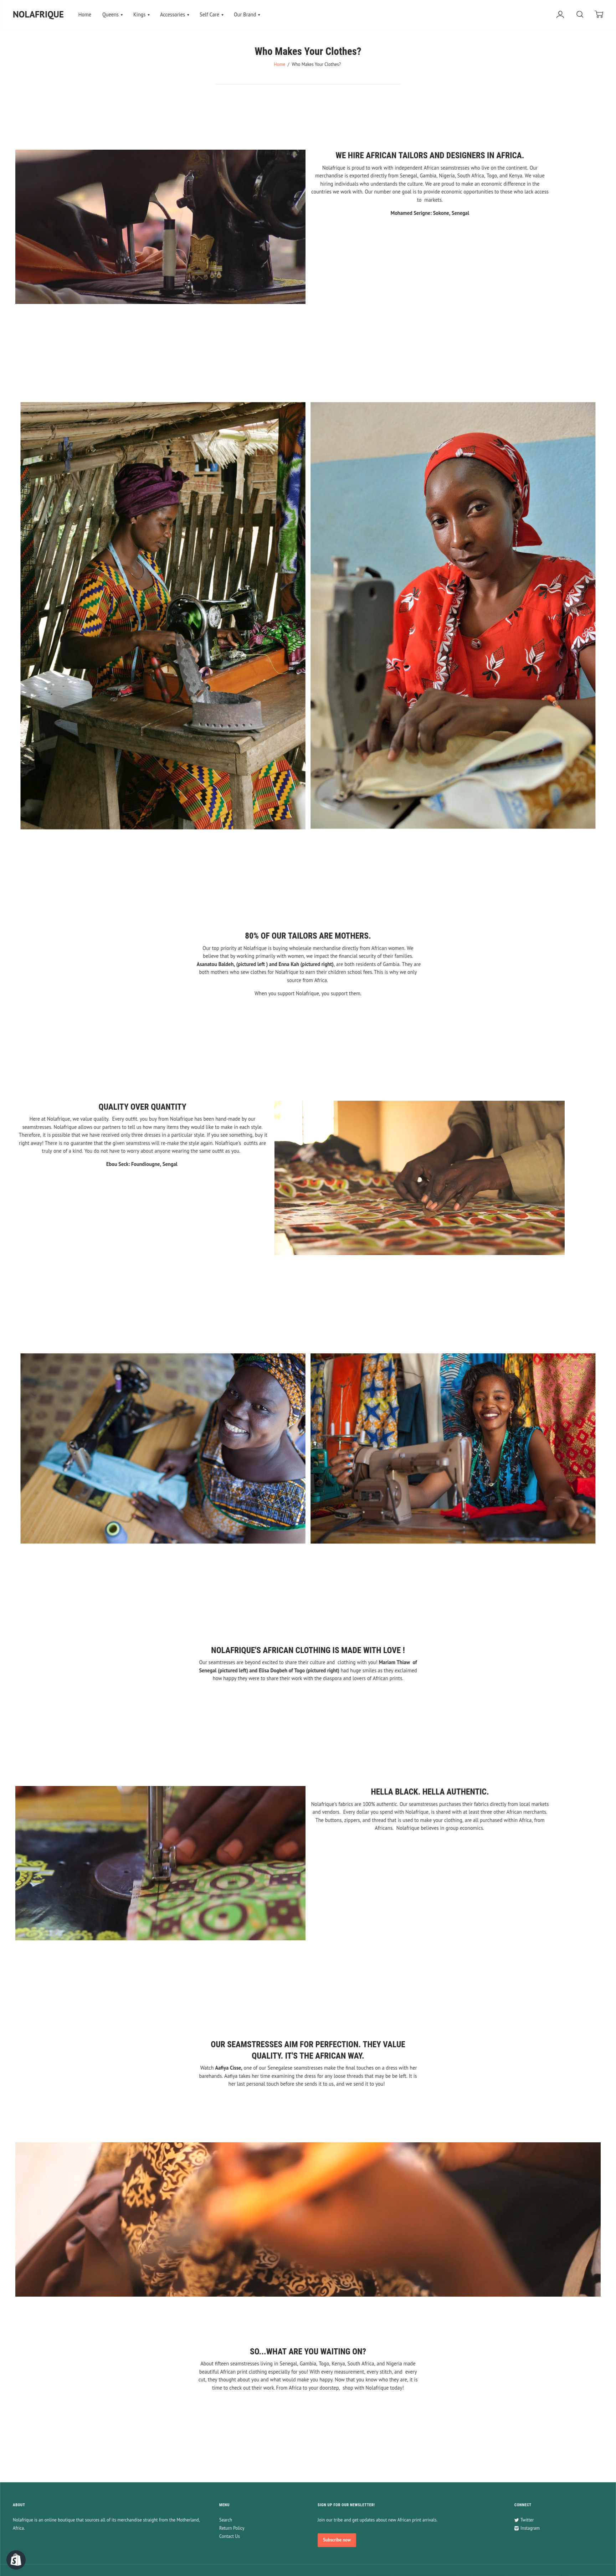 NOLAFRIQUE
Home Queens Kings Accessories Self Care Our Brand
Who Makes Your Clothes?
Home / Who Makes Your Clothes?
WE HIRE AFRICAN TAILORS AND DESIGNERS IN AFRICA.
Nolafrique is proud to work with independent African seamstresses who live on the continent. Our
merchandise is exported directly from Senegal, Gambia, Nigeria, South Africa, Togo, and Kenya. We value
hiring individuals who understands the culture. We are proud to make an economic difference in the
countries we work with. Our number one goal is to provide economic opportunities to those who lack access
to markets.
Mohamed Serigne: Sokone, Senegal
80% OF OUR TAILORS ARE MOTHERS.
Our top priority at Nolafrique is buying wholesale merchandise directly from African women. We
believe that by working primarily with women, we impact the financial security of their families.
Asanatou Baldeh, (pictured left ) and Enna Kah (pictured right), are both residents of Gambia. They are
both mothers who sew clothes for Nolafrique to earn their children school fees. This is why we only
source from Africa.
When you support Nolafrique, you support them.
QUALITY OVER QUANTITY
Here at Nolafrique, we value quality. Every outfit. you buy from Nolafrique has been hand-made by our
seamstresses. Nolafrique allows our partners to tell us how many items they would like to make in each style.
Therefore, it is possible that we have received only three dresses in a particular style. If you see something, buy it
right away! There is no guarantee that the given seamstress will re-make the style again. Nolafrique's outfits are
truly one of a kind. You do not have to worry about anyone wearing the same outfit as you.
Ebou Seck: Foundiougne, Sengal
NOLAFRIQUE'S AFRICAN CLOTHING IS MADE WITH LOVE !
Our seamtresses are beyond excited to share their culture and clothing with you! Mariam Thiaw of
Senegal (pictured left) and Elisa Dogbeh of Togo (pictured right) had huge smiles as they exclaimed
how happy they were to share their work with the diaspora and lovers of African prints.
HELLA BLACK. HELLA AUTHENTIC.
Nolafrique's fabrics are 100% authentic. Our seamstresses purchases their fabrics directly from local markets
and vendors. Every dollar you spend with Nolafrique, is shared with at least three other African merchants.
The buttons, zippers, and thread that is used to make your clothing, are all purchased within Africa, from
Africans. Nolafrique believes in group economics.
OUR SEAMSTRESSES AIM FOR PERFECTION. THEY VALUE
QUALITY. IT'S THE AFRICAN WAY.
Watch Aafiya Cisse, one of our Senegalese seamstresses make the final touches on a dress with her
barehands. Aafiya takes her time examining the dress for any loose threads that may be be left. It is
her last personal touch before she sends it to us, and we send it to you!
SO...WHAT ARE YOU WAITING ON?
About fifteen seamstresses living in Senegal, Gambia, Togo, Kenya, South Africa, and Nigeria made
beautiful African print clothing especially for you! With every measurement, every stitch, and every
cut, they thought about you and what would make you happy. Now that you know who they are, it is
time to check out their work. From Africa to your doorstep, shop with Nolafrique today!
ABOUT
Nolafrique is an online boutique that sources all of its merchandise straight from the Motherland,
Africa.
MENU
Search
Return Policy
Contact Us
SIGN UP FOR OUR NEWSLETTER!
Join our tribe and get updates about new African print arrivals.
Subscribe now
CONNECT
Twitter
Instagram